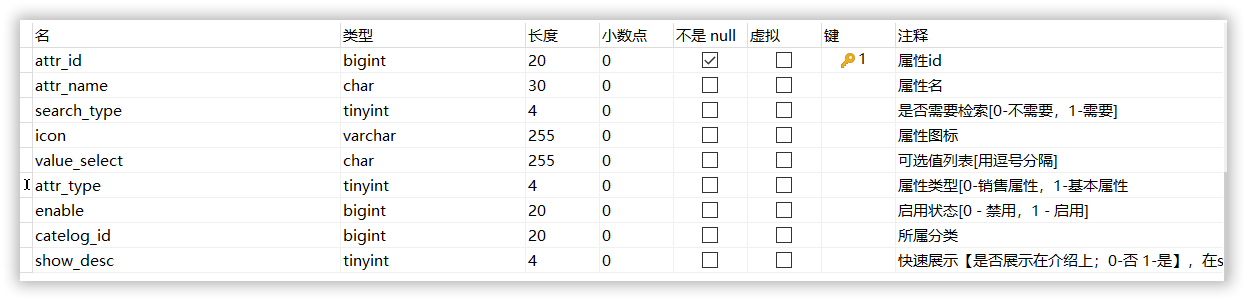 名 类型 长度 小数点 不是 null 虚拟 键 注释
attr_id bigint 20 0 1 属性id
attr_name char 30 0 属性名
search_type tinyint 4 0 是否需要检索[0-不需要，1-需要]
icon varchar 255 0 属性图标
value_select char 255 0 可选值列表[用逗号分隔]
attr_type tinyint 4 0 属性类型[0-销售属性，1-基本属性
enable bigint 20 0 启用状态[0 - 禁用，1 - 启用]
catelog_id bigint 20 0 所属分类
show_desc tinyint 4 0 快速展示【是否展示在介绍上；0-否 1-是】，在s